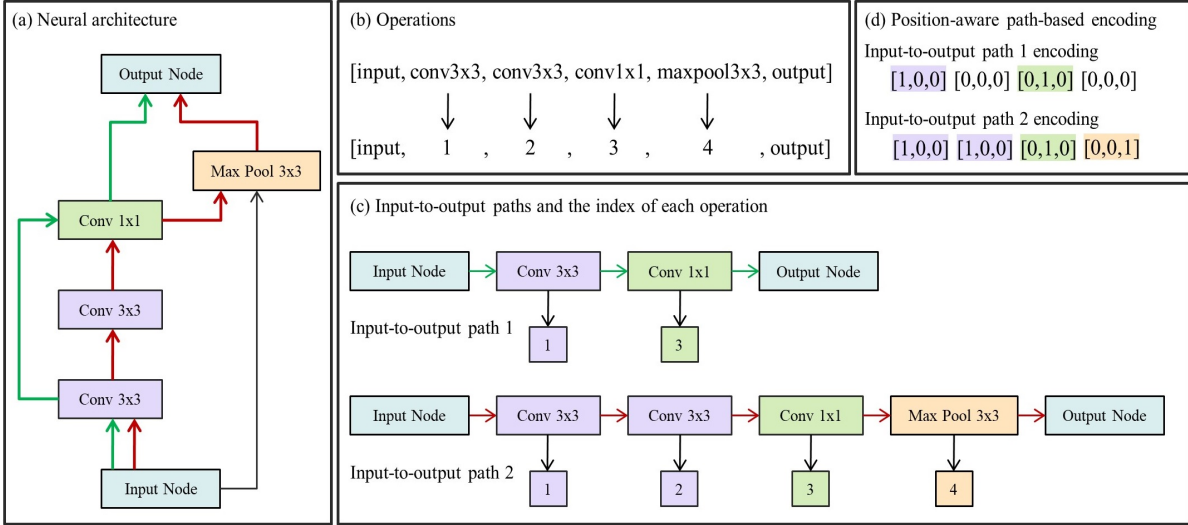 (a) Neural architecture
Output Node
Max Pool 3x3
Conv 1x1
Conv 3x3
Conv 3x3
Input Node
(b) Operations
[input, conv3x3, conv3x3, conv1x1, maxpool3x3, output]
[input, 1 , 2 , 3 , 4 , output]
(d) Position-aware path-based encoding
Input-to-output path 1 encoding
[1,0,0] [0,0,0] [0,1,0] [0,0,0]
Input-to-output path 2 encoding
[1,0,0] [1,0,0] [0,1,0] [0,0,1]
(c) Input-to-output paths and the index of each operation
Input Node Conv 3x3 Conv 1x1 Output Node
Input-to-output path 1
1 3
Input Node Conv 3x3 Conv 3x3 Conv 1x1 Max Pool 3x3 Output Node
Input-to-output path 2
1 2 3 4